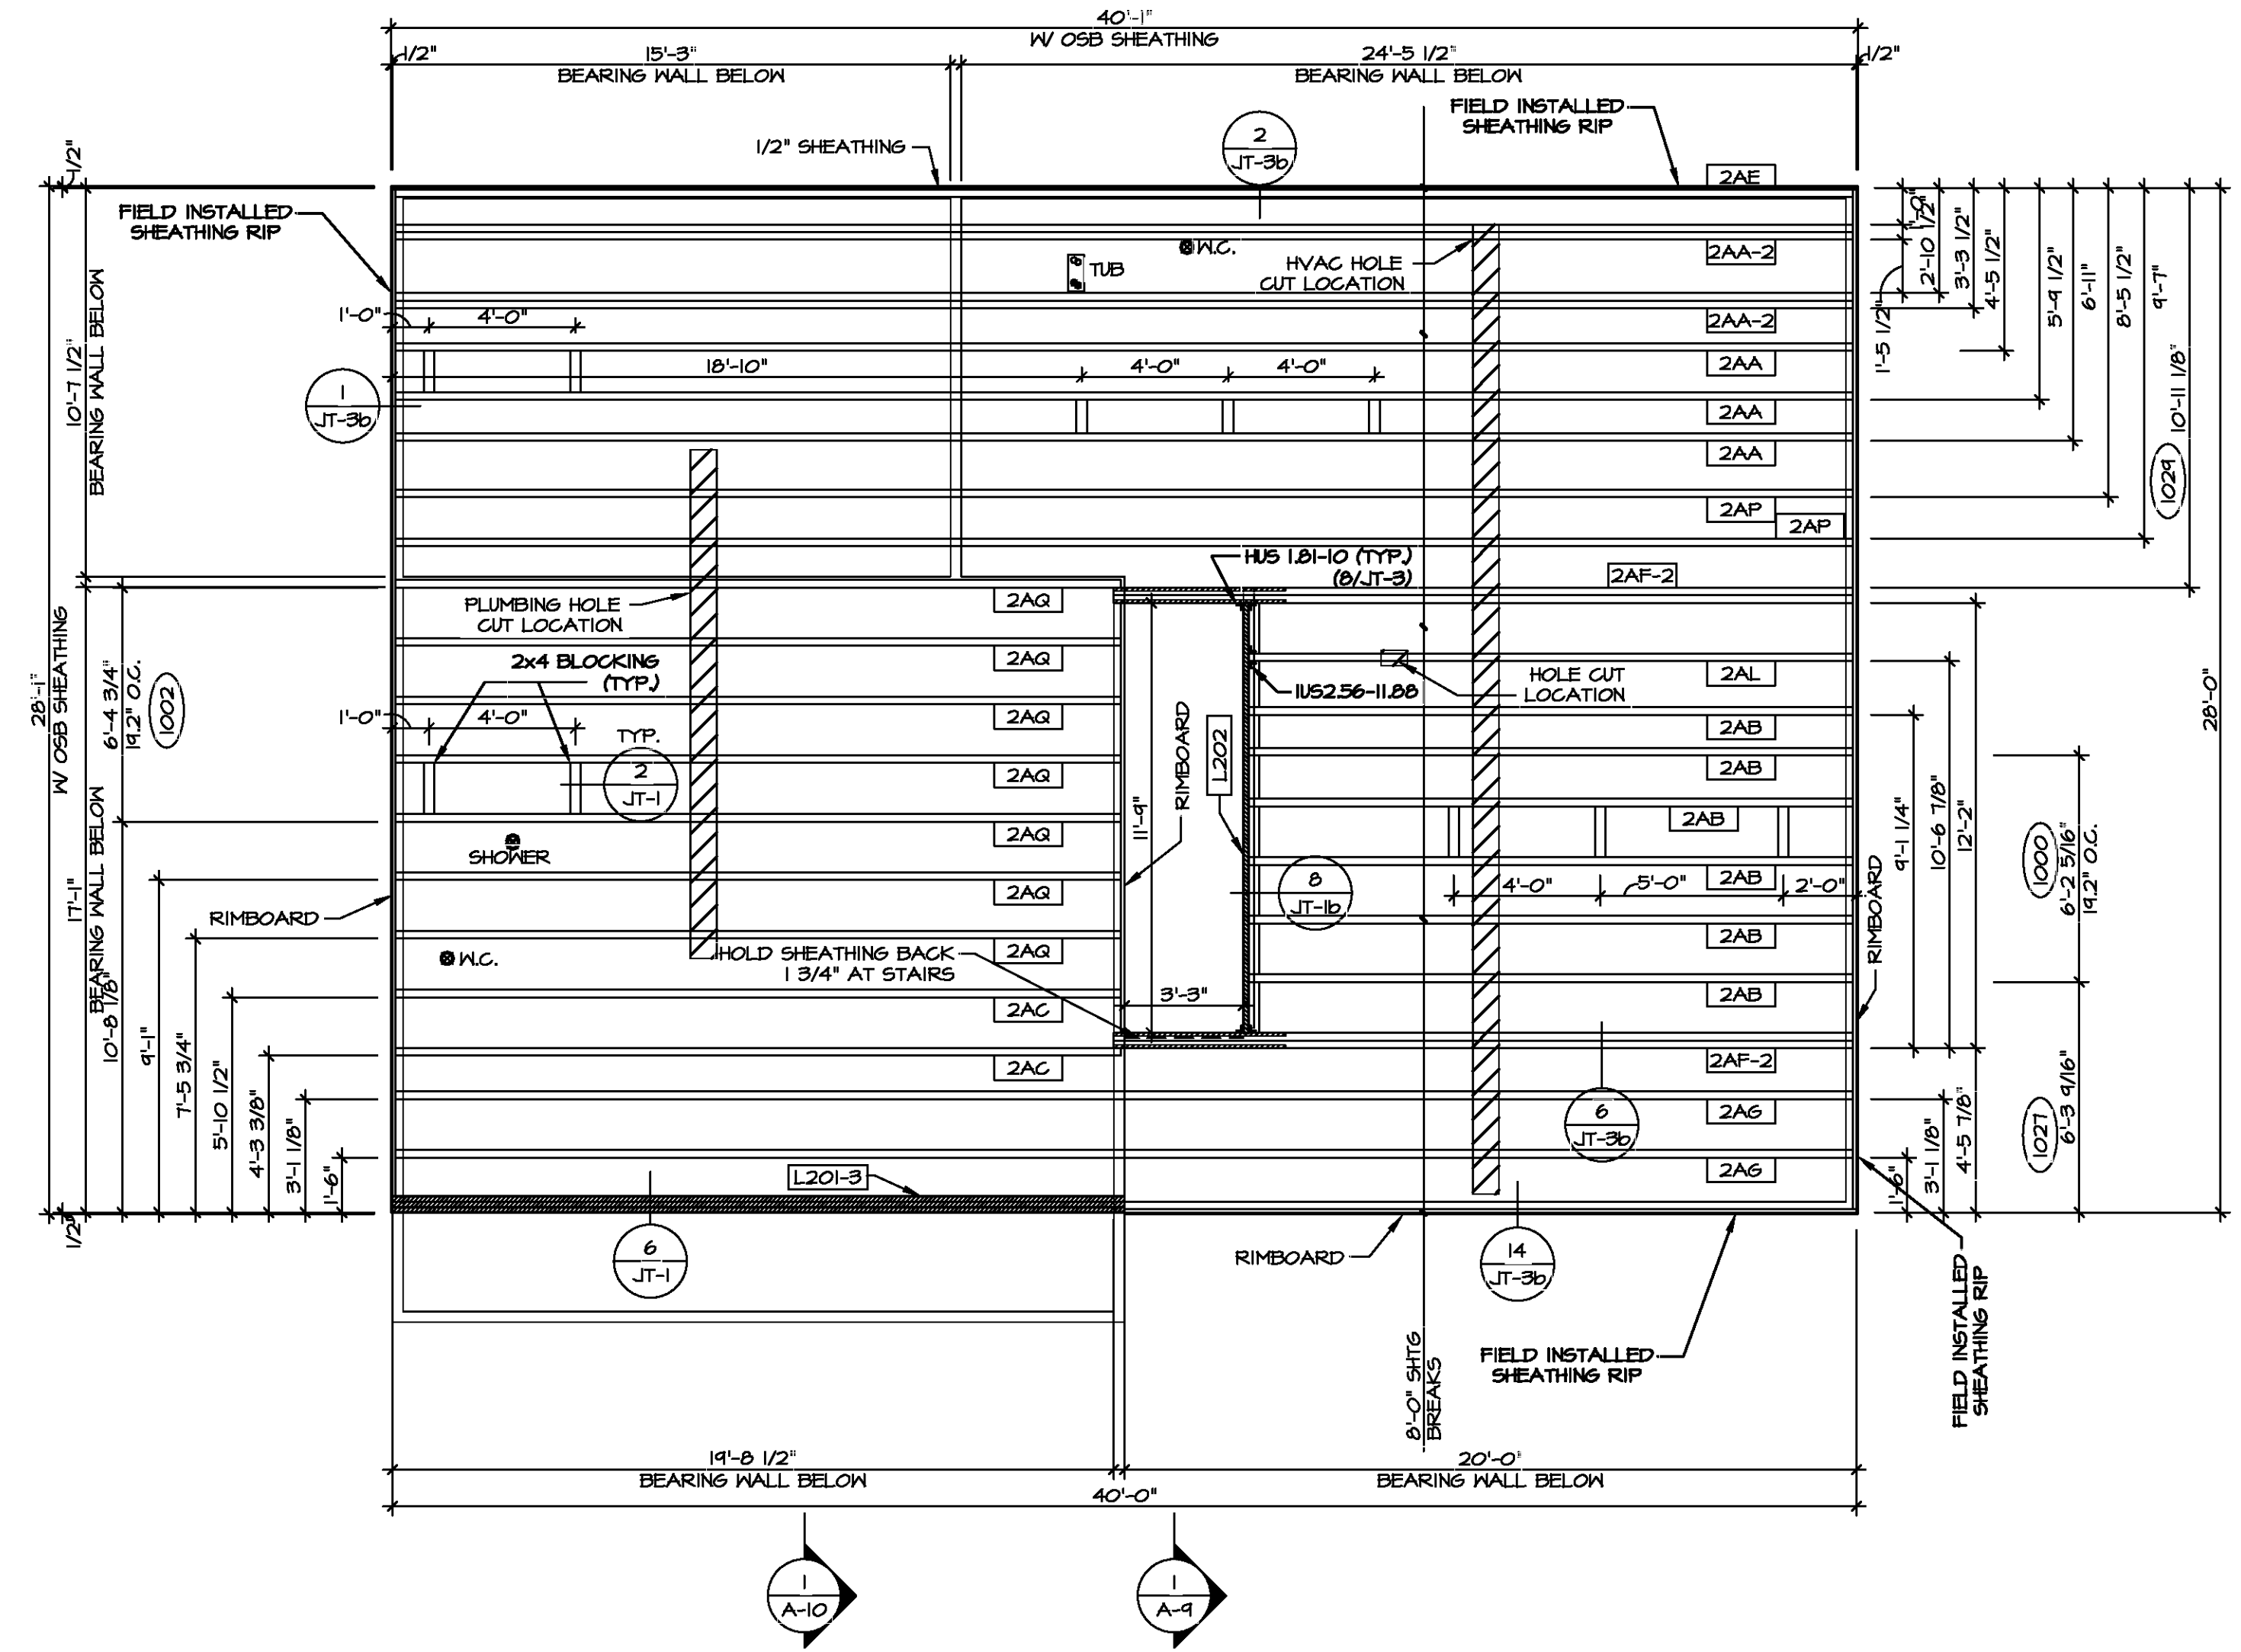 40'-1"
W/ OSB SHEATHING
1/2"
15'-3"
BEARING WALL BELOW
24'-5 1/2"
BEARING WALL BELOW
1/2"
FIELD INSTALLED
SHEATHING RIP
1/2" SHEATHING
2
JT-3b
2AE
1/2"
FIELD INSTALLED
SHEATHING RIP
W.C.
TUB
HVAC HOLE
CUT LOCATION
2AA-2
2AA-2
1'-0"
4'-0"
2AA
18'-10"
4'-0"
4'-0"
1
JT-3b
2AA
2AA
2AP
2AP
10'-7 1/2"
BEARING WALL BELOW
1'-0"
2'-10 1/2"
3'-3 1/2"
4'-5 1/2"
1'-5 1/2"
5'-9 1/2"
6'-11"
8'-5 1/2"
9'-7"
10'-11 1/8"
1029
28'-0"
HUS 1.81-10 (TYP.)
(8/JT-3)
2AF-2
PLUMBING HOLE
CUT LOCATION
2AQ
2x4 BLOCKING
(TYP.)
2AQ
HOLE CUT
LOCATION
2AL
IUS2.56-11.88
1'-0"
4'-0"
TYP.
2
JT-1
2AQ
2AQ
2AQ
2AQ
2AQ
RIMBOARD
L202
11'-9"
2AB
2AB
2AB
2AB
2AB
2AB
8
JT-1b
4'-0"
5'-0"
2'-0"
RIMBOARD
SHOWER
RIMBOARD
W.C.
HOLD SHEATHING BACK
1 3/4" AT STAIRS
3'-3"
2AC
2AC
2AF-2
2AG
2AG
6
JT-3b
L201-3
28'-1"
W/ OSB SHEATHING
17'-1"
BEARING WALL BELOW
6'-4 3/4"
19.2" O.C.
1002
10'-8 1/8"
9'-1"
7'-5 3/4"
5'-10 1/2"
4'-3 3/8"
3'-1 1/8"
1'-6"
1/2"
9'-1 1/4"
10'-6 7/8"
12'-2"
1000
6'-2 5/16"
19.2" O.C.
1'-6"
3'-1 1/8"
4'-5 7/8"
1027
6'-3 9/16"
6
JT-1
RIMBOARD
14
JT-3b
FIELD INSTALLED
SHEATHING RIP
FIELD INSTALLED
SHEATHING RIP
8'-0" SHTG
BREAKS
19'-8 1/2"
BEARING WALL BELOW
20'-0"
BEARING WALL BELOW
40'-0"
1
A-10
1
A-9